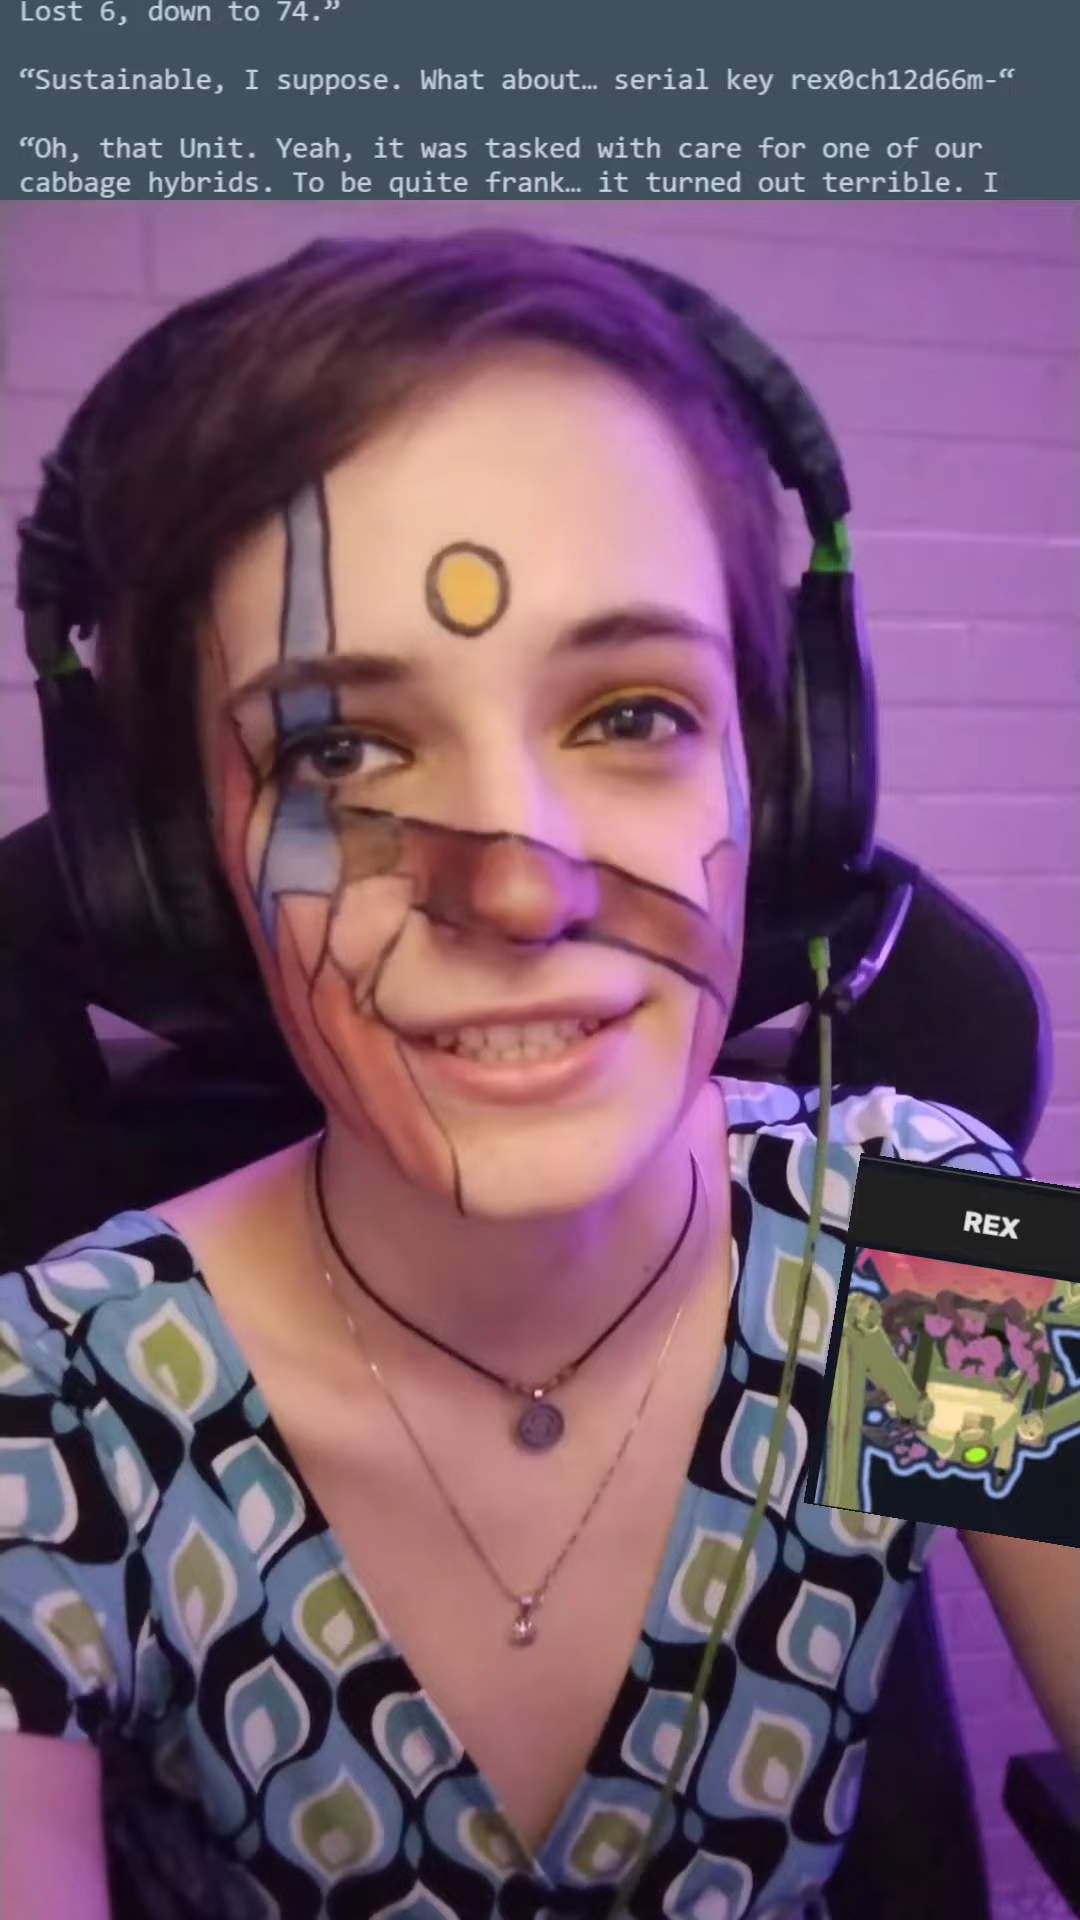 Lost 6, down to 74.”
“Sustainable, I suppose. What about… serial key rex0ch12d66m-“
“Oh, that Unit. Yeah, it was tasked with care for one of our
cabbage hybrids. To be quite frank… it turned out terrible. I
REX